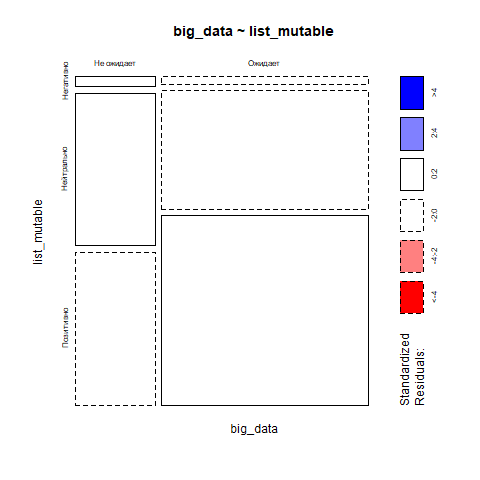 big_data ~ list_mutable
Не ожидает
Ожидает
Негативно
Нейтрально
Позитивно
list_mutable
big_data
>4
2:4
0:2
-2:0
-4:-2
<-4
Standardized
Residuals: